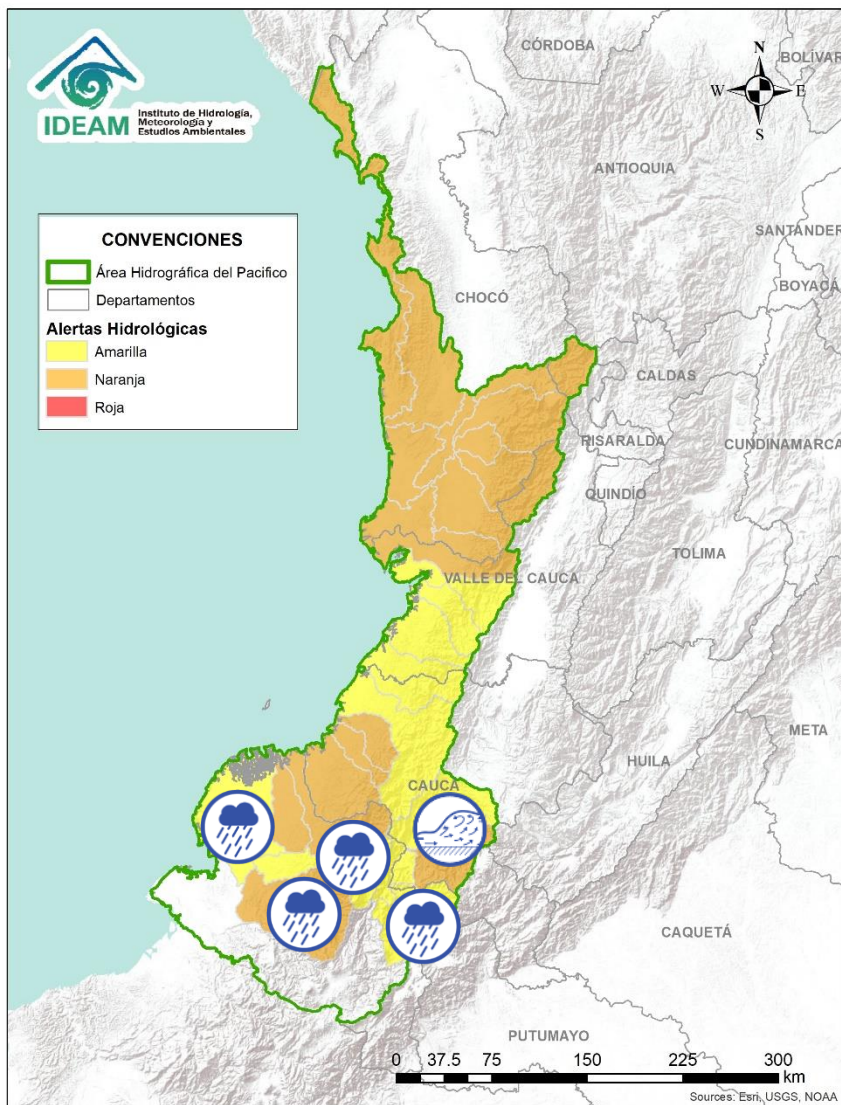 IDEAM
Instituto de Hidrología,
Meteorología y
Estudios Ambientales
CÓRDOBA
BOLÍVAR
N
W
E
S
ANTIOQUIA
SANTANDER
BOYACÁ
CONVENCIONES
Área Hidrográfica del Pacifico
Departamentos
Alertas Hidrológicas
Amarilla
Naranja
Roja
CHOCÓ
CALDAS
RISARALDA
CUNDINAMARCA
QUINDÍO
TOLIMA
VALLE DEL CAUCA
META
HUILA
CAUCA
CAQUETÁ
PUTUMAYO
0 37.5 75 150 225 300
km
Sources: Esri, USGS, NOAA